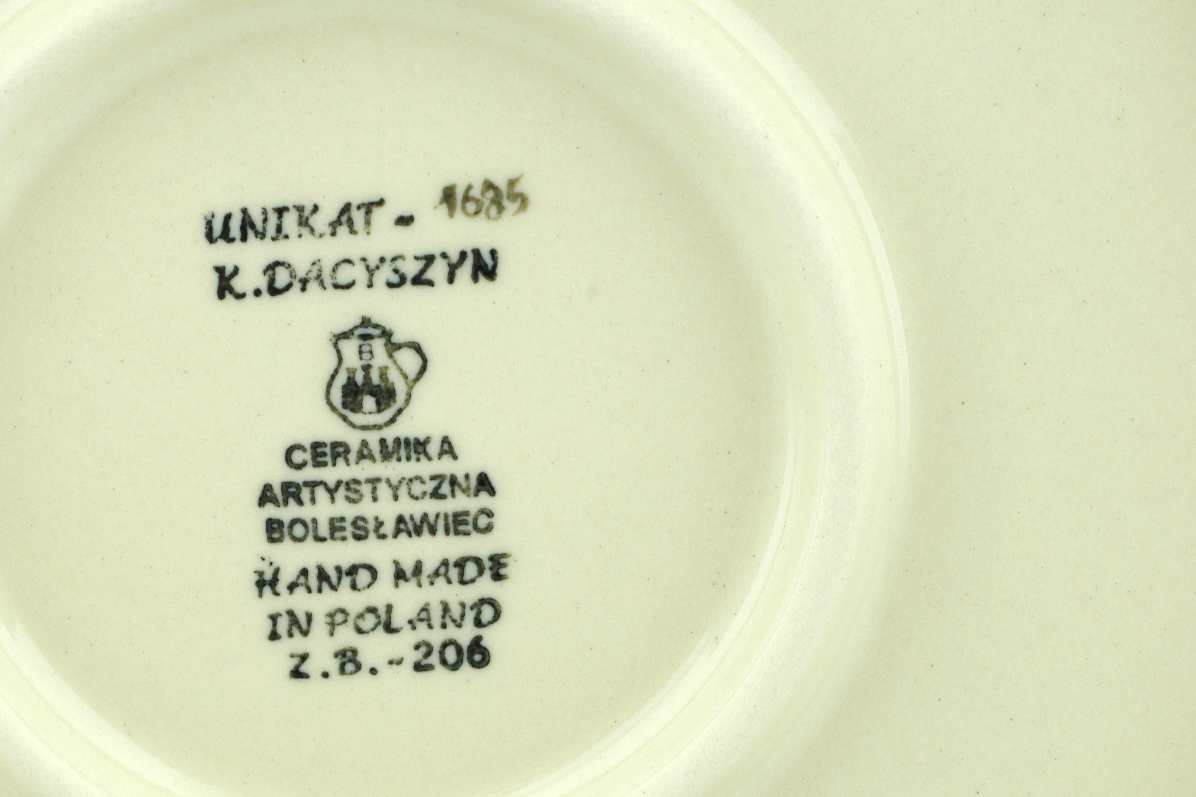 UNIKAT - 1685
K.DACYSZYN
B
CERAMIKA
ARTYSTYCZNA
BOLESŁAWIEC
HAND MADE
IN POLAND
Z.B.-206